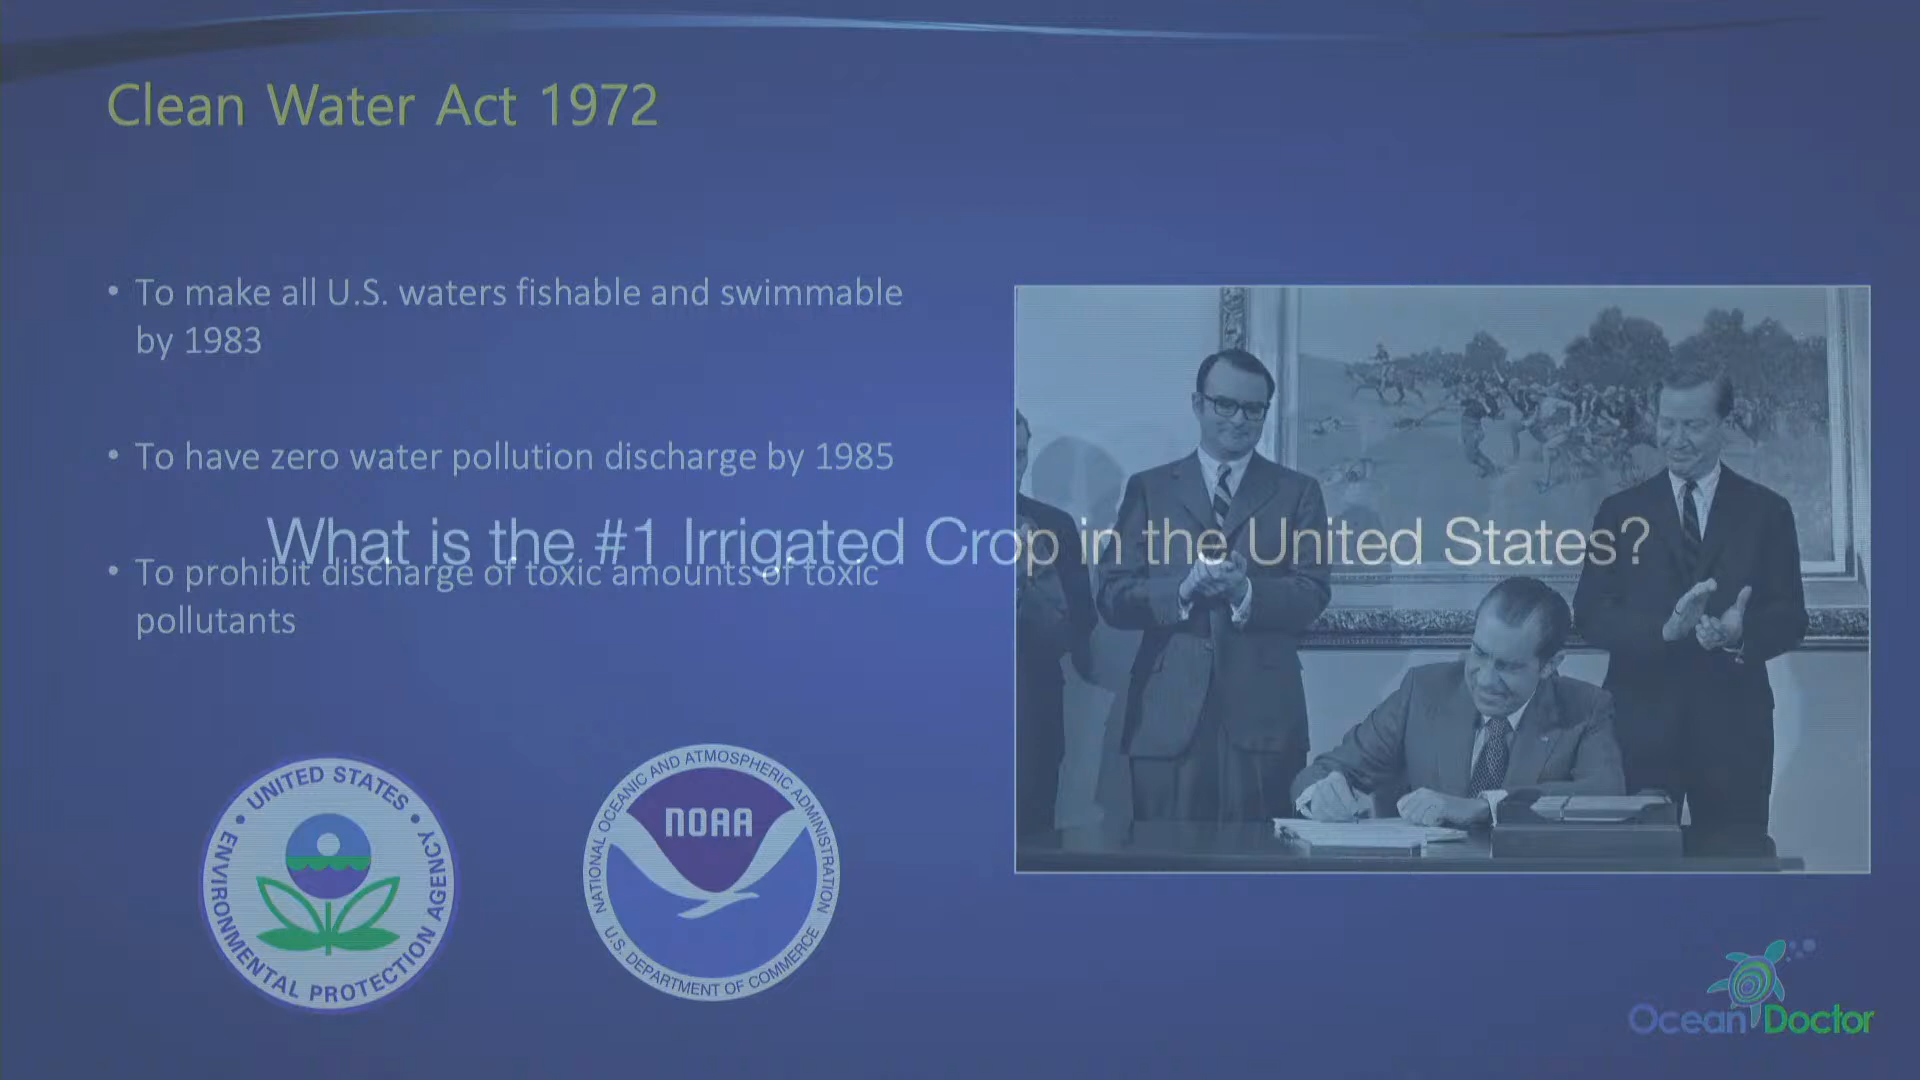 Clean Water Act 1972
• To make all U.S. waters fishable and swimmable
by 1983
• To have zero water pollution discharge by 1985
What is the #1 Irrigated Crop in the United States?
• To prohibit discharge of toxic amounts of toxic
pollutants
UNITED STATES
• ENVIRONMENTAL PROTECTION AGENCY •
NATIONAL OCEANIC AND ATMOSPHERIC ADMINISTRATION
NOAA
U.S. DEPARTMENT OF COMMERCE
Ocean Doctor